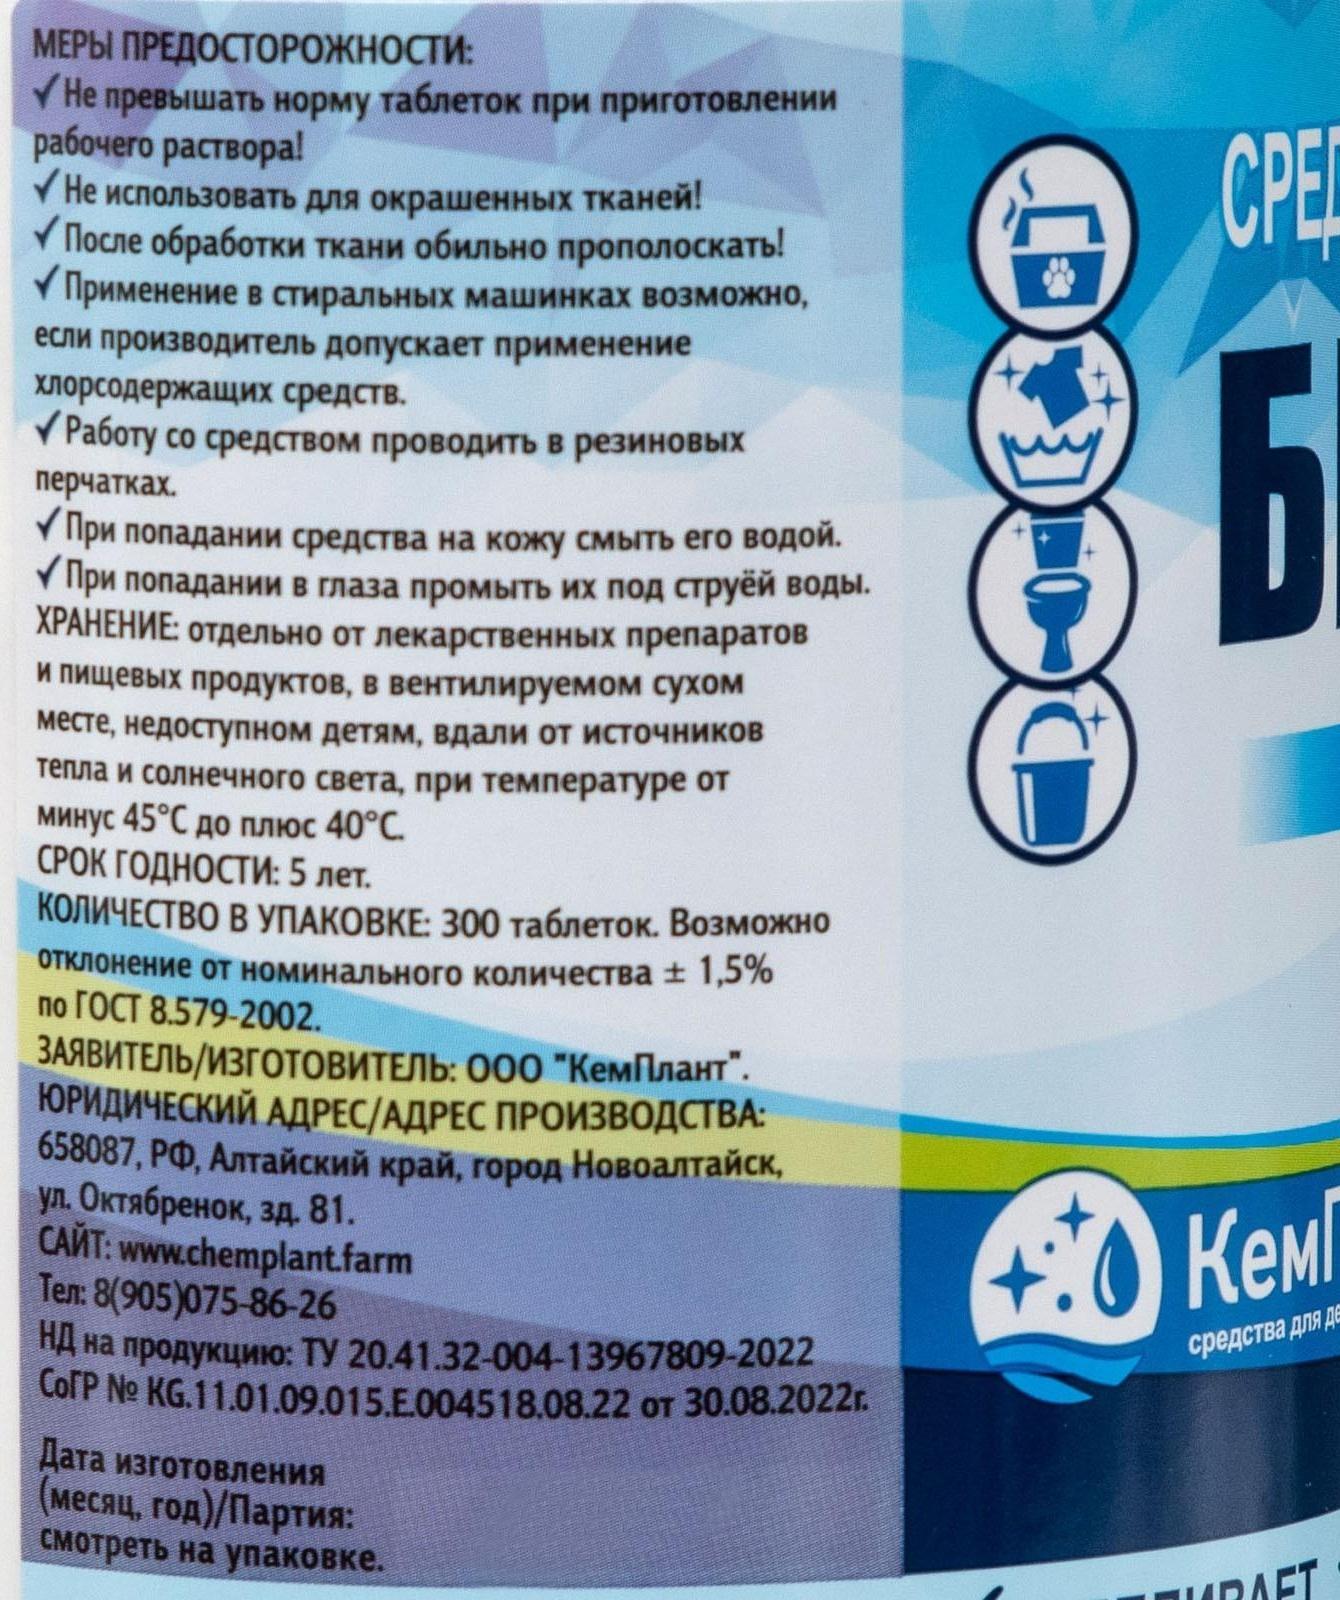 МЕРЫ ПРЕДОСТОРОЖНОСТИ:
✓Не превышать норму таблеток при приготовлении
рабочего раствора!
✓Не использовать для окрашенных тканей!
✓После обработки ткани обильно прополоскать!
✓Применение в стиральных машинках возможно,
если производитель допускает применение
хлорсодержащих средств.
✓Работу со средством проводить в резиновых
перчатках.
✓При попадании средства на кожу смыть его водой.
✓При попадании в глаза промыть их под струёй воды.
ХРАНЕНИЕ: отдельно от лекарственных препаратов
и пищевых продуктов, в вентилируемом сухом
месте, недоступном детям, вдали от источников
тепла и солнечного света, при температуре от
минус 45°С до плюс 40°С.
СРОК ГОДНОСТИ: 5 лет.
КОЛИЧЕСТВО В УПАКОВКЕ: 300 таблеток. Возможно
отклонение от номинального количества ± 1,5%
по ГОСТ 8.579-2002.
ЗАЯВИТЕЛЬ/ИЗГОТОВИТЕЛЬ: ООО "КемПлант".
ЮРИДИЧЕСКИЙ АДРЕС/АДРЕС ПРОИЗВОДСТВА:
658087, РФ, Алтайский край, город Новоалтайск,
ул. Октябренок, зд. 81.
САЙТ: www.chemplant.farm
Тел: 8(905)075-86-26
НД на продукцию: ТУ 20.41.32-004-13967809-2022
СоГР № KG.11.01.09.015.Е.004518.08.22 от 30.08.2022г.
Дата изготовления
(месяц, год)/Партия:
смотреть на упаковке.
СРЕД
Б
КемП
средства для де